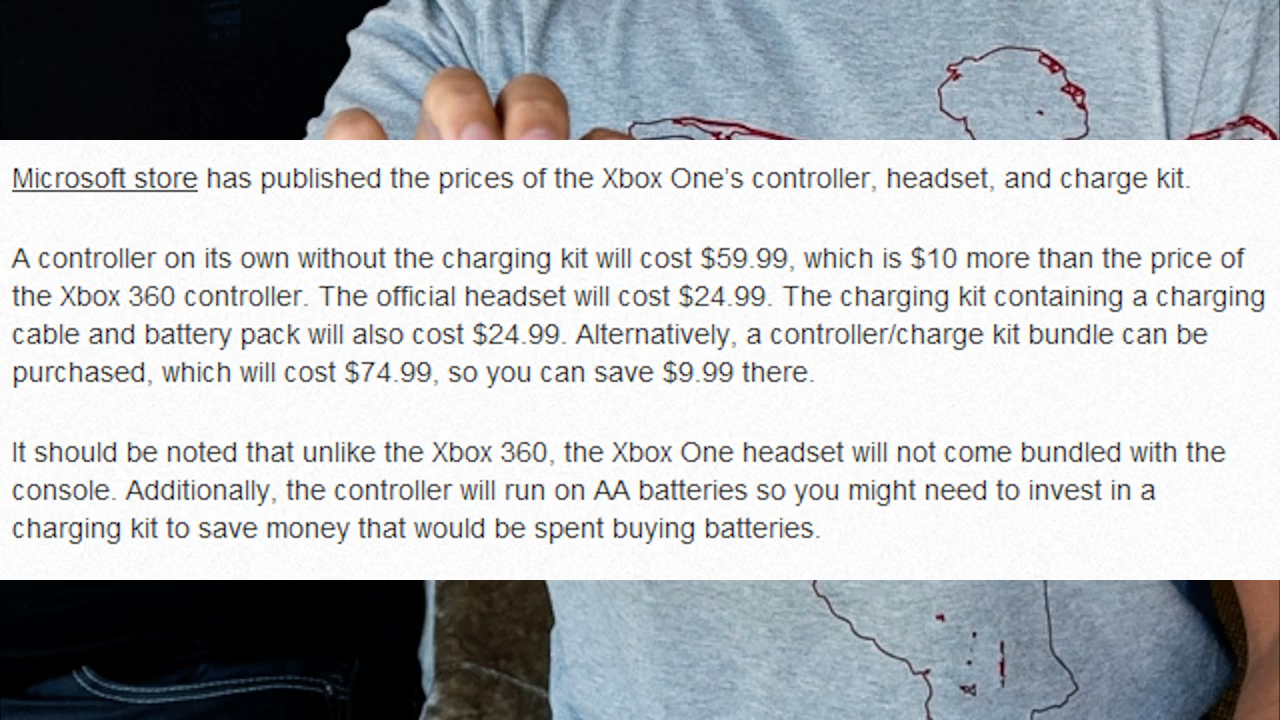 Microsoft store has published the prices of the Xbox One's controller, headset, and charge kit.
A controller on its own without the charging kit will cost $59.99, which is $10 more than the price of
the Xbox 360 controller. The official headset will cost $24.99. The charging kit containing a charging
cable and battery pack will also cost $24.99. Alternatively, a controller/charge kit bundle can be
purchased, which will cost $74.99, so you can save $9.99 there.
It should be noted that unlike the Xbox 360, the Xbox One headset will not come bundled with the
console. Additionally, the controller will run on AA batteries so you might need to invest in a
charging kit to save money that would be spent buying batteries.